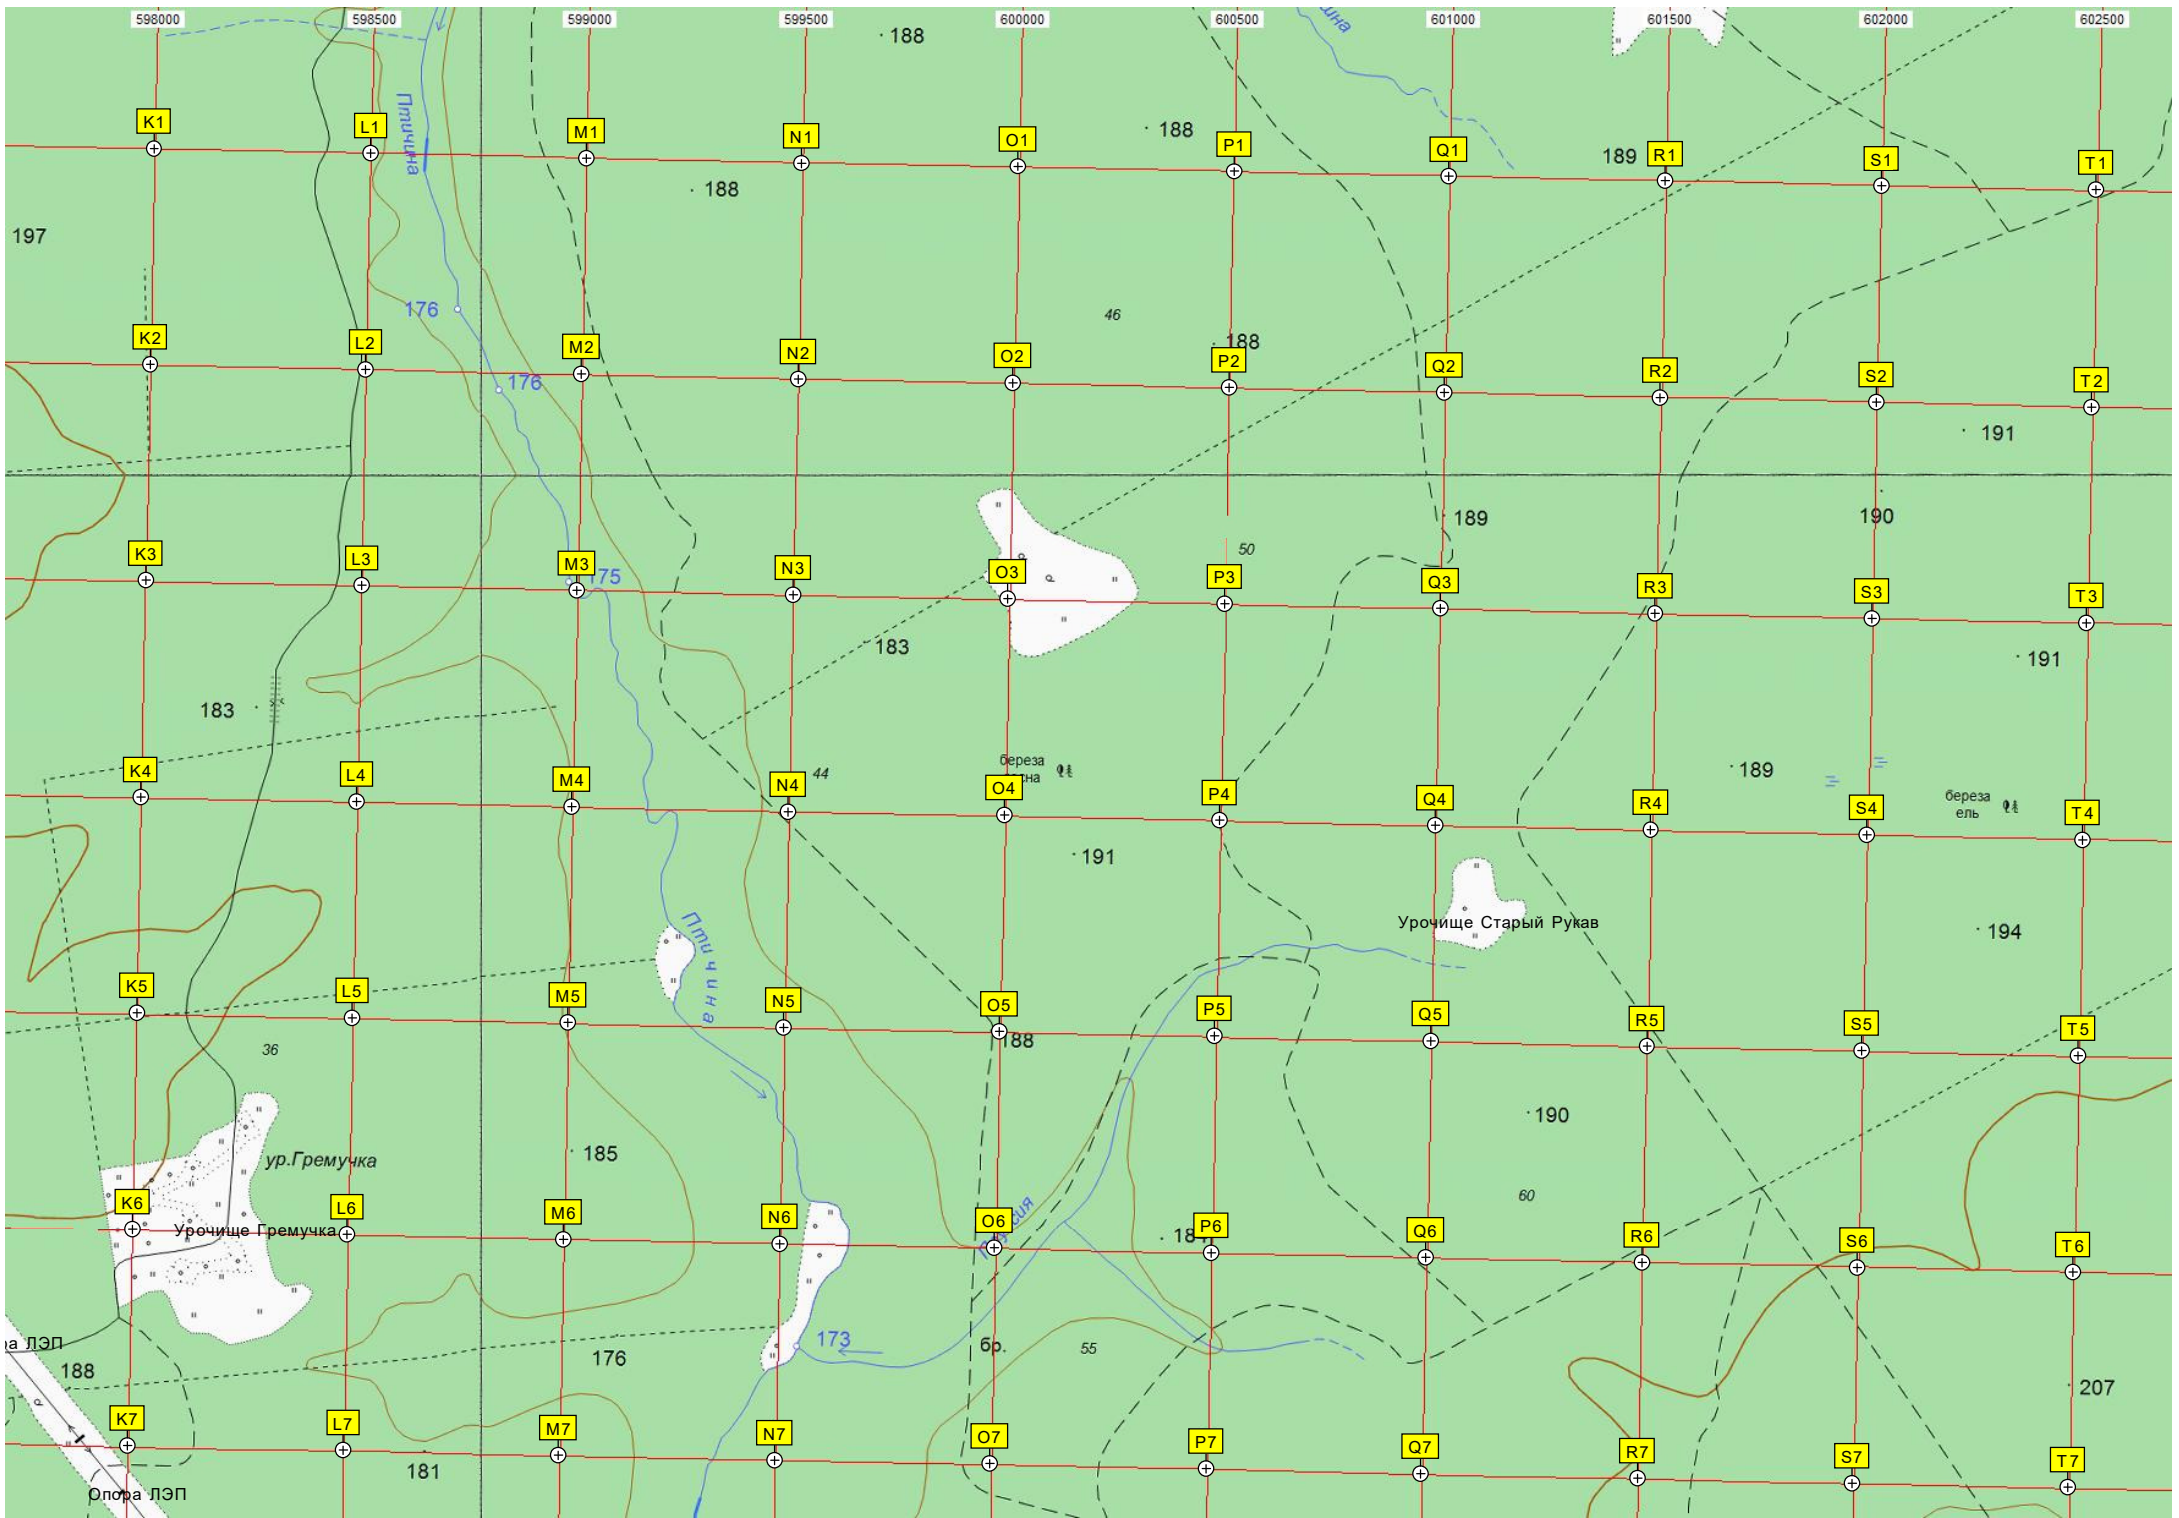 598000 598500 599000 599500 600000 600500 601000 601500 602000 602500
188
Птичина
188
189
K1 L1 M1 N1 O1 P1 Q1 R1 S1 T1
188
197
176
46
188
K2 L2 M2 N2 O2 P2 Q2 R2 S2 T2
176
191
189
190
50
K3 L3 M3 N3 O3 P3 Q3 R3 S3 T3
175
183
191
183
береза
44
189
береза
ель
K4 L4 M4 N4 O4 P4 Q4 R4 S4 T4
191
Урочище Старый Рукав
194
Птичина
K5 L5 M5 N5 O5 P5 Q5 R5 S5 T5
188
36
190
185
ур.Гремучка
60
K6 L6 M6 N6 O6 P6 Q6 R6 S6 T6
Урочище Гремучка
173
ЛЭП
бр.
55
176
188
207
K7 L7 M7 N7 O7 P7 Q7 R7 S7 T7
181
Опора ЛЭП